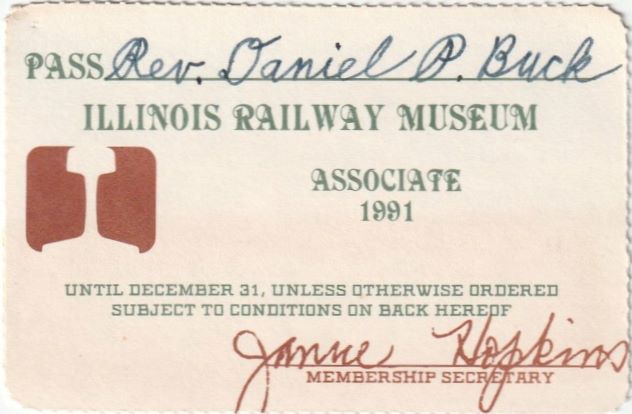 PASS Rev. Daniel P. Buck
ILLINOIS RAILWAY MUSEUM
ASSOCIATE
1991
UNTIL DECEMBER 31, UNLESS OTHERWISE ORDERED
SUBJECT TO CONDITIONS ON BACK HEREOF
Hopkins
MEMBERSHIP SECRETARY